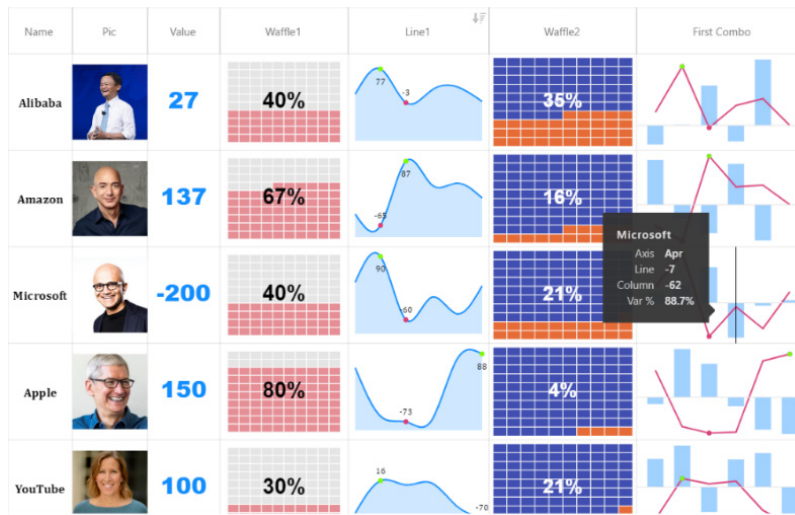 Name Pic Value Waffle1 Line1 Waffle2 First Combo
Alibaba 27 40% 77 -3 35%
Amazon 137 67% -65 87 16%
Microsoft -200 40% 90 -60 21%
Microsoft
Axis Apr
Line -7
Column -62
Var % 88.7%
Apple 150 80% -73 88 4%
YouTube 100 30% 16 -70 21%